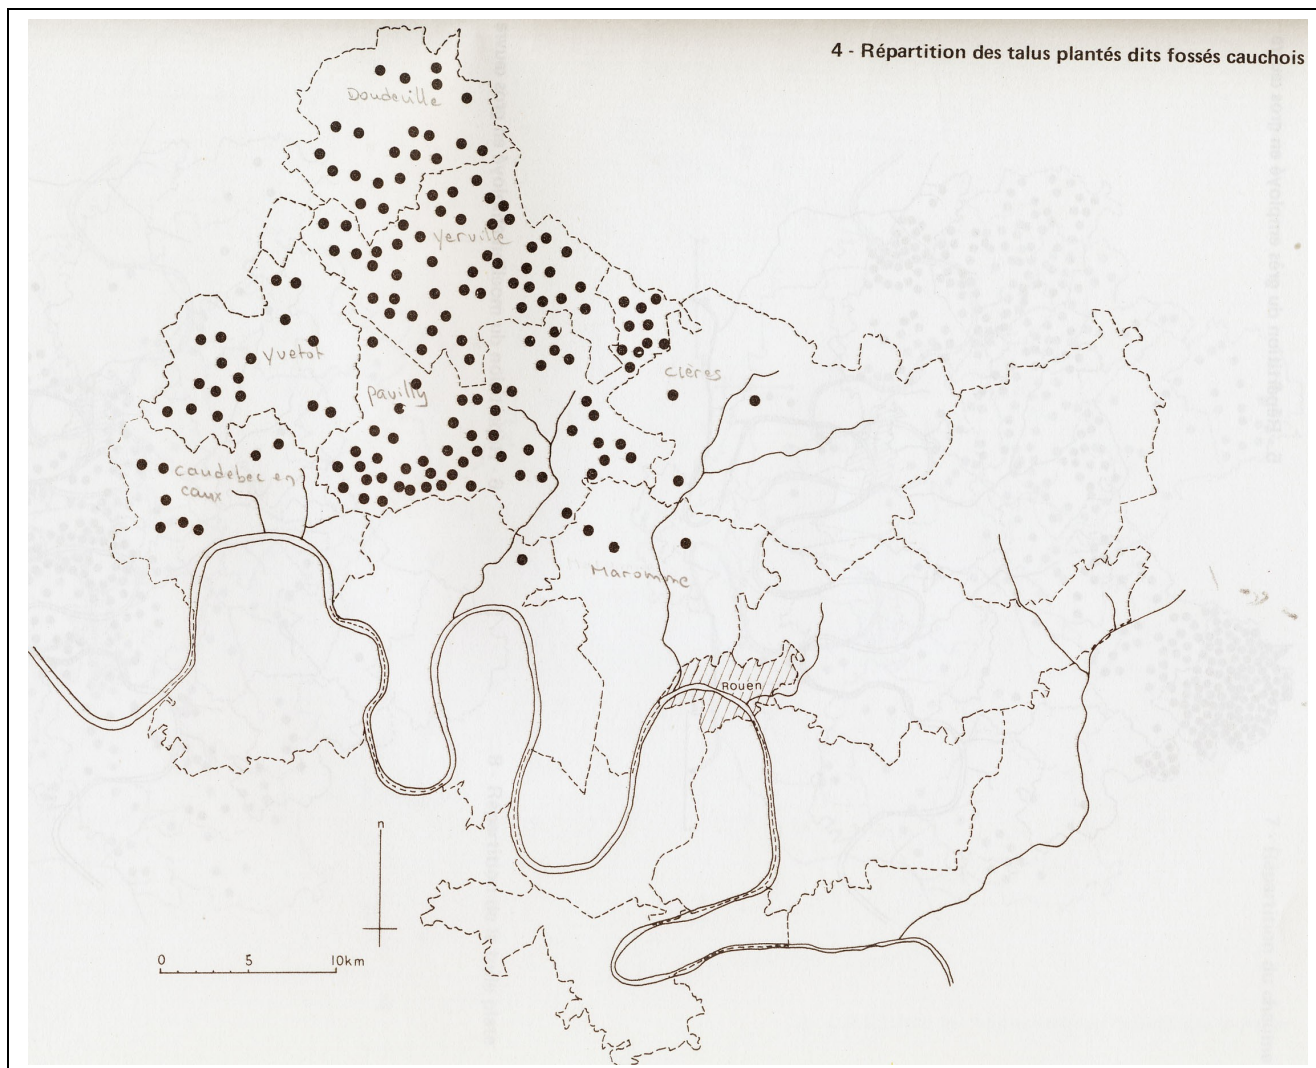 4 - Répartition des talus plantés dits fossés cauchois
Doudeville
Yerville
Yvetot
Pavilly
Clères
Caudebec en
caux
Maromme
Rouen
n
0 5 10km